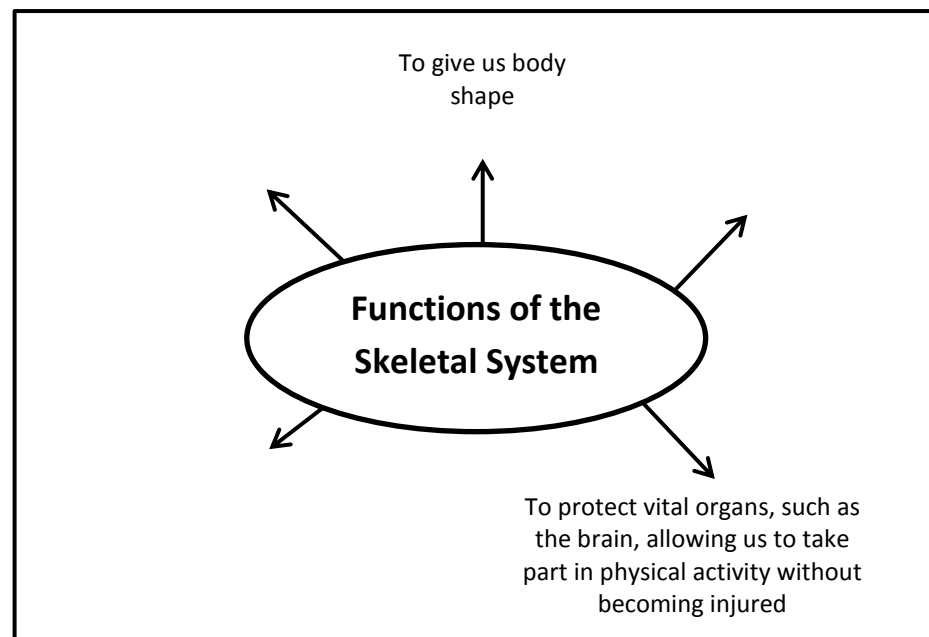 To give us body
shape
Functions of the
Skeletal System
To protect vital organs, such as
the brain, allowing us to take
part in physical activity without
becoming injured